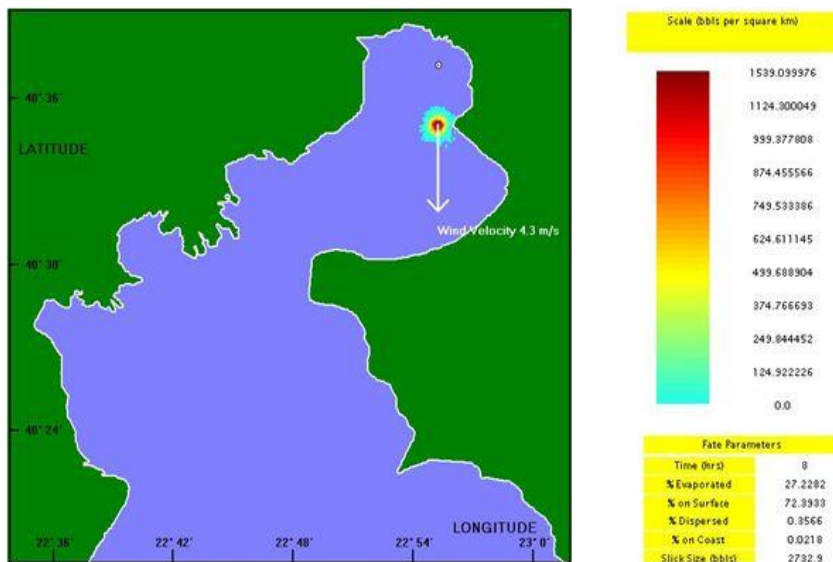 Scale (bbls per square km)
1539.099976
1124.300049
999.377808
874.455566
749.533386
624.611145
499.688904
374.766693
249.844452
124.922226
0.0
40° 36'
LATITUDE
Wind Velocity 4.3 m/s
40° 30'
40° 24'
LONGITUDE
22° 36' 22° 42' 22° 48' 22° 54' 23° 0'
Fate Parameters
Time (hrs) 8
% Evaporated 27.2282
% on Surface 72.3933
% Dispersed 0.3566
% on Coast 0.0218
Slick Size (bbls) 2732.9